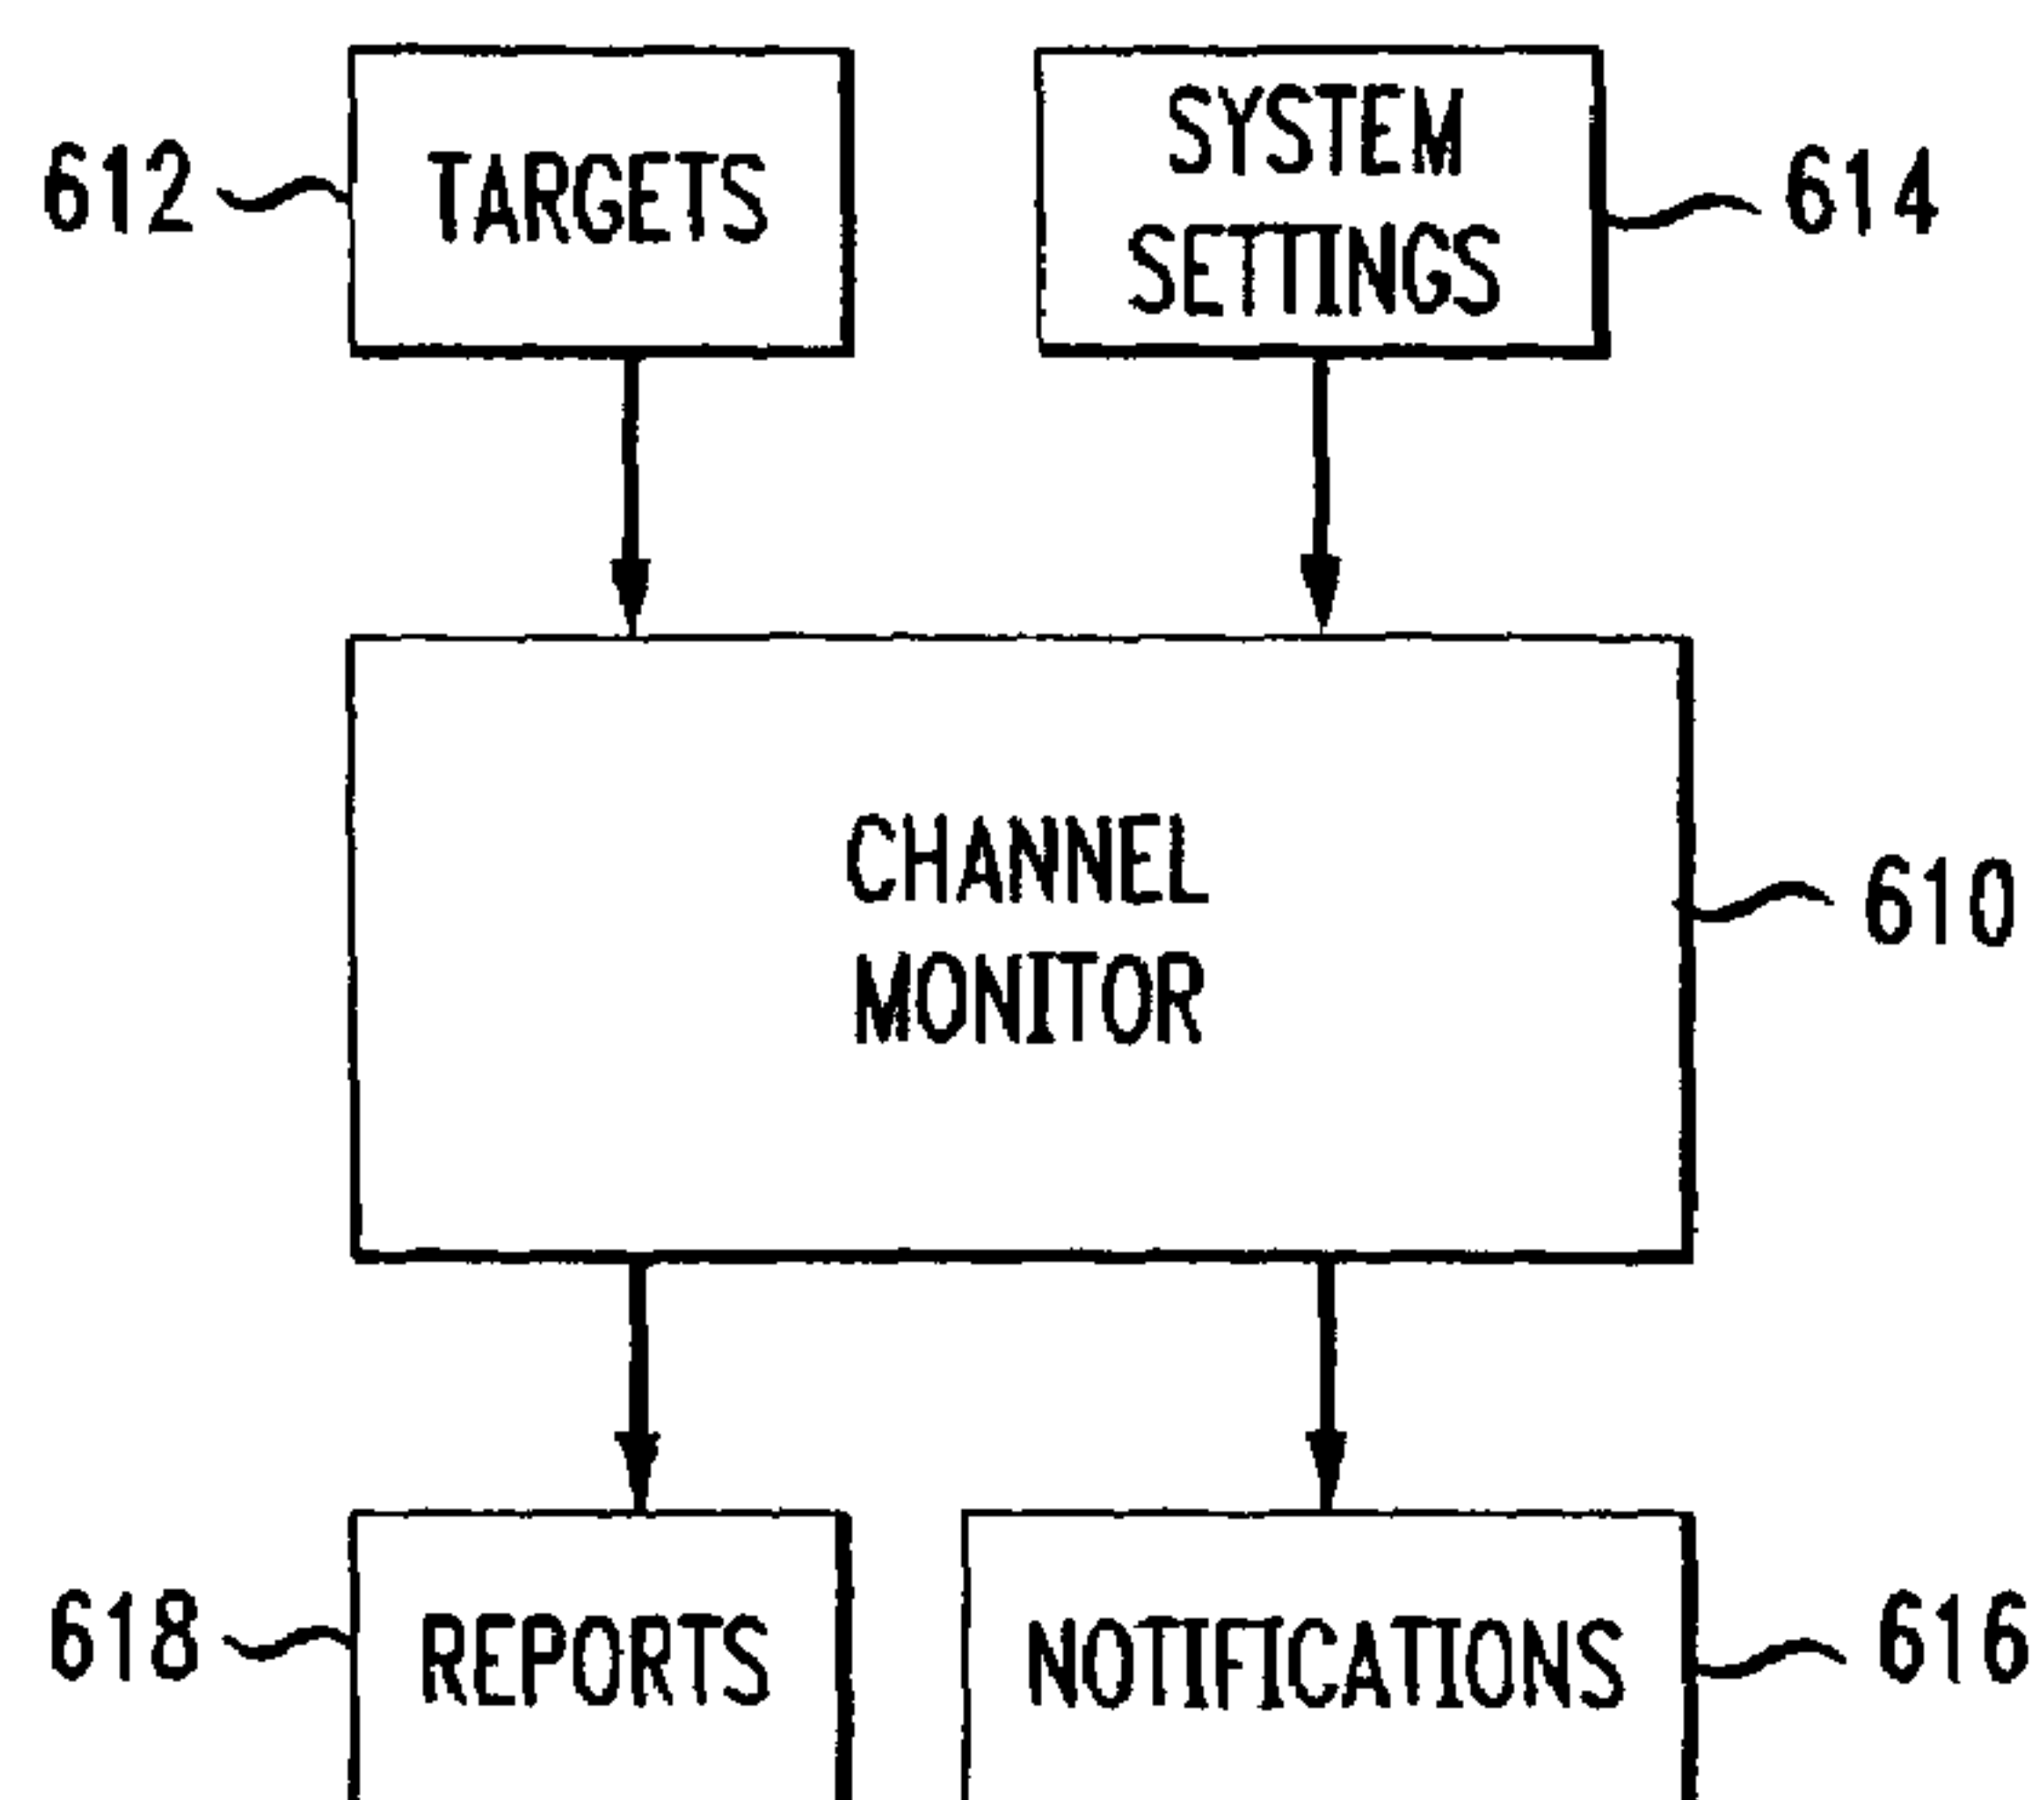 612
TARGETS
SYSTEM
SETTINGS
614
CHANNEL
MONITOR
610
618
REPORTS
NOTIFICATIONS
616